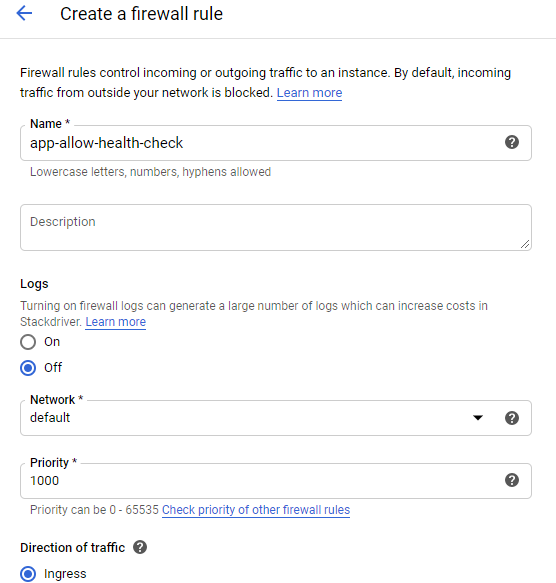 Create a firewall rule
Firewall rules control incoming or outgoing traffic to an instance. By default, incoming
traffic from outside your network is blocked. Learn more
Name *
app-allow-health-check
Lowercase letters, numbers, hyphens allowed
Description
Logs
Turning on firewall logs can generate a large number of logs which can increase costs in
Stackdriver. Learn more
On
Off
Network *
default
Priority *
1000
Priority can be 0 - 65535 Check priority of other firewall rules
Direction of traffic
Ingress